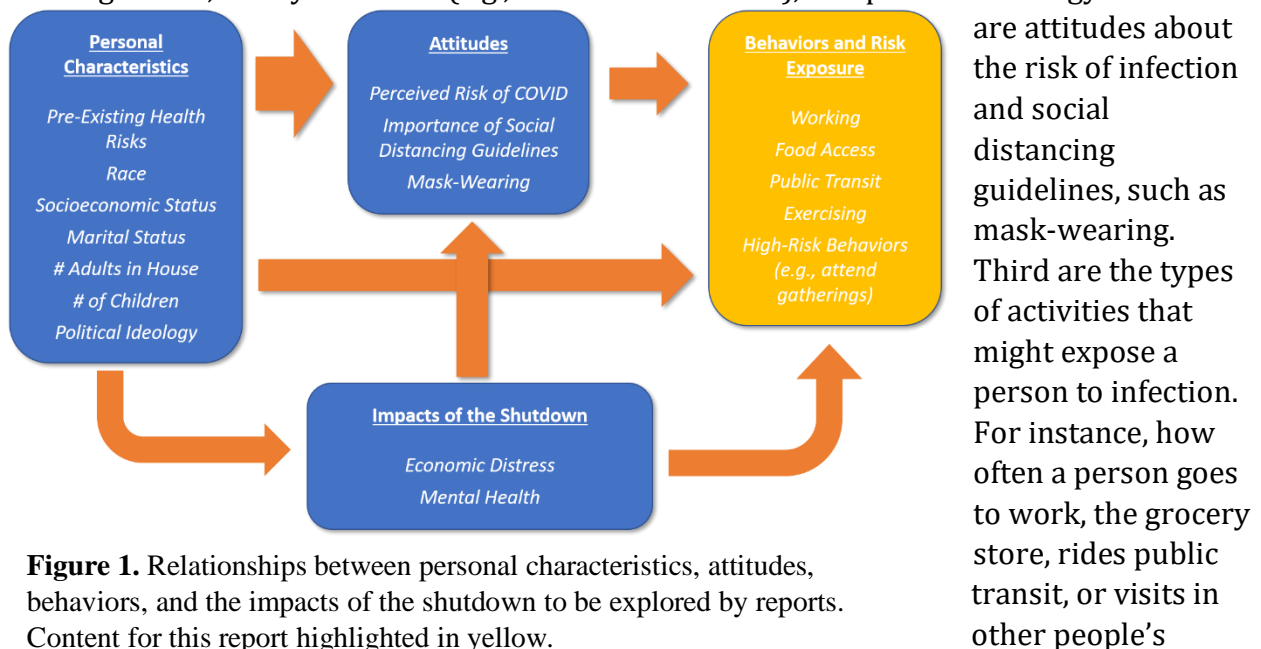 Personal
Characteristics
Pre-Existing Health
Risks
Race
Socioeconomic Status
Marital Status
# Adults in House
# of Children
Political Ideology
Attitudes
Perceived Risk of COVID
Importance of Social
Distancing Guidelines
Mask-Wearing
Behaviors and Risk
Exposure
Working
Food Access
Public Transit
Exercising
High-Risk Behaviors
(e.g., attend
gatherings)
Impacts of the Shutdown
Economic Distress
Mental Health
Figure 1. Relationships between personal characteristics, attitudes,
behaviors, and the impacts of the shutdown to be explored by reports.
Content for this report highlighted in yellow.
are attitudes about
the risk of infection
and social
distancing
guidelines, such as
mask-wearing.
Third are the types
of activities that
might expose a
person to infection.
For instance, how
often a person goes
to work, the grocery
store, rides public
transit, or visits in
other people's